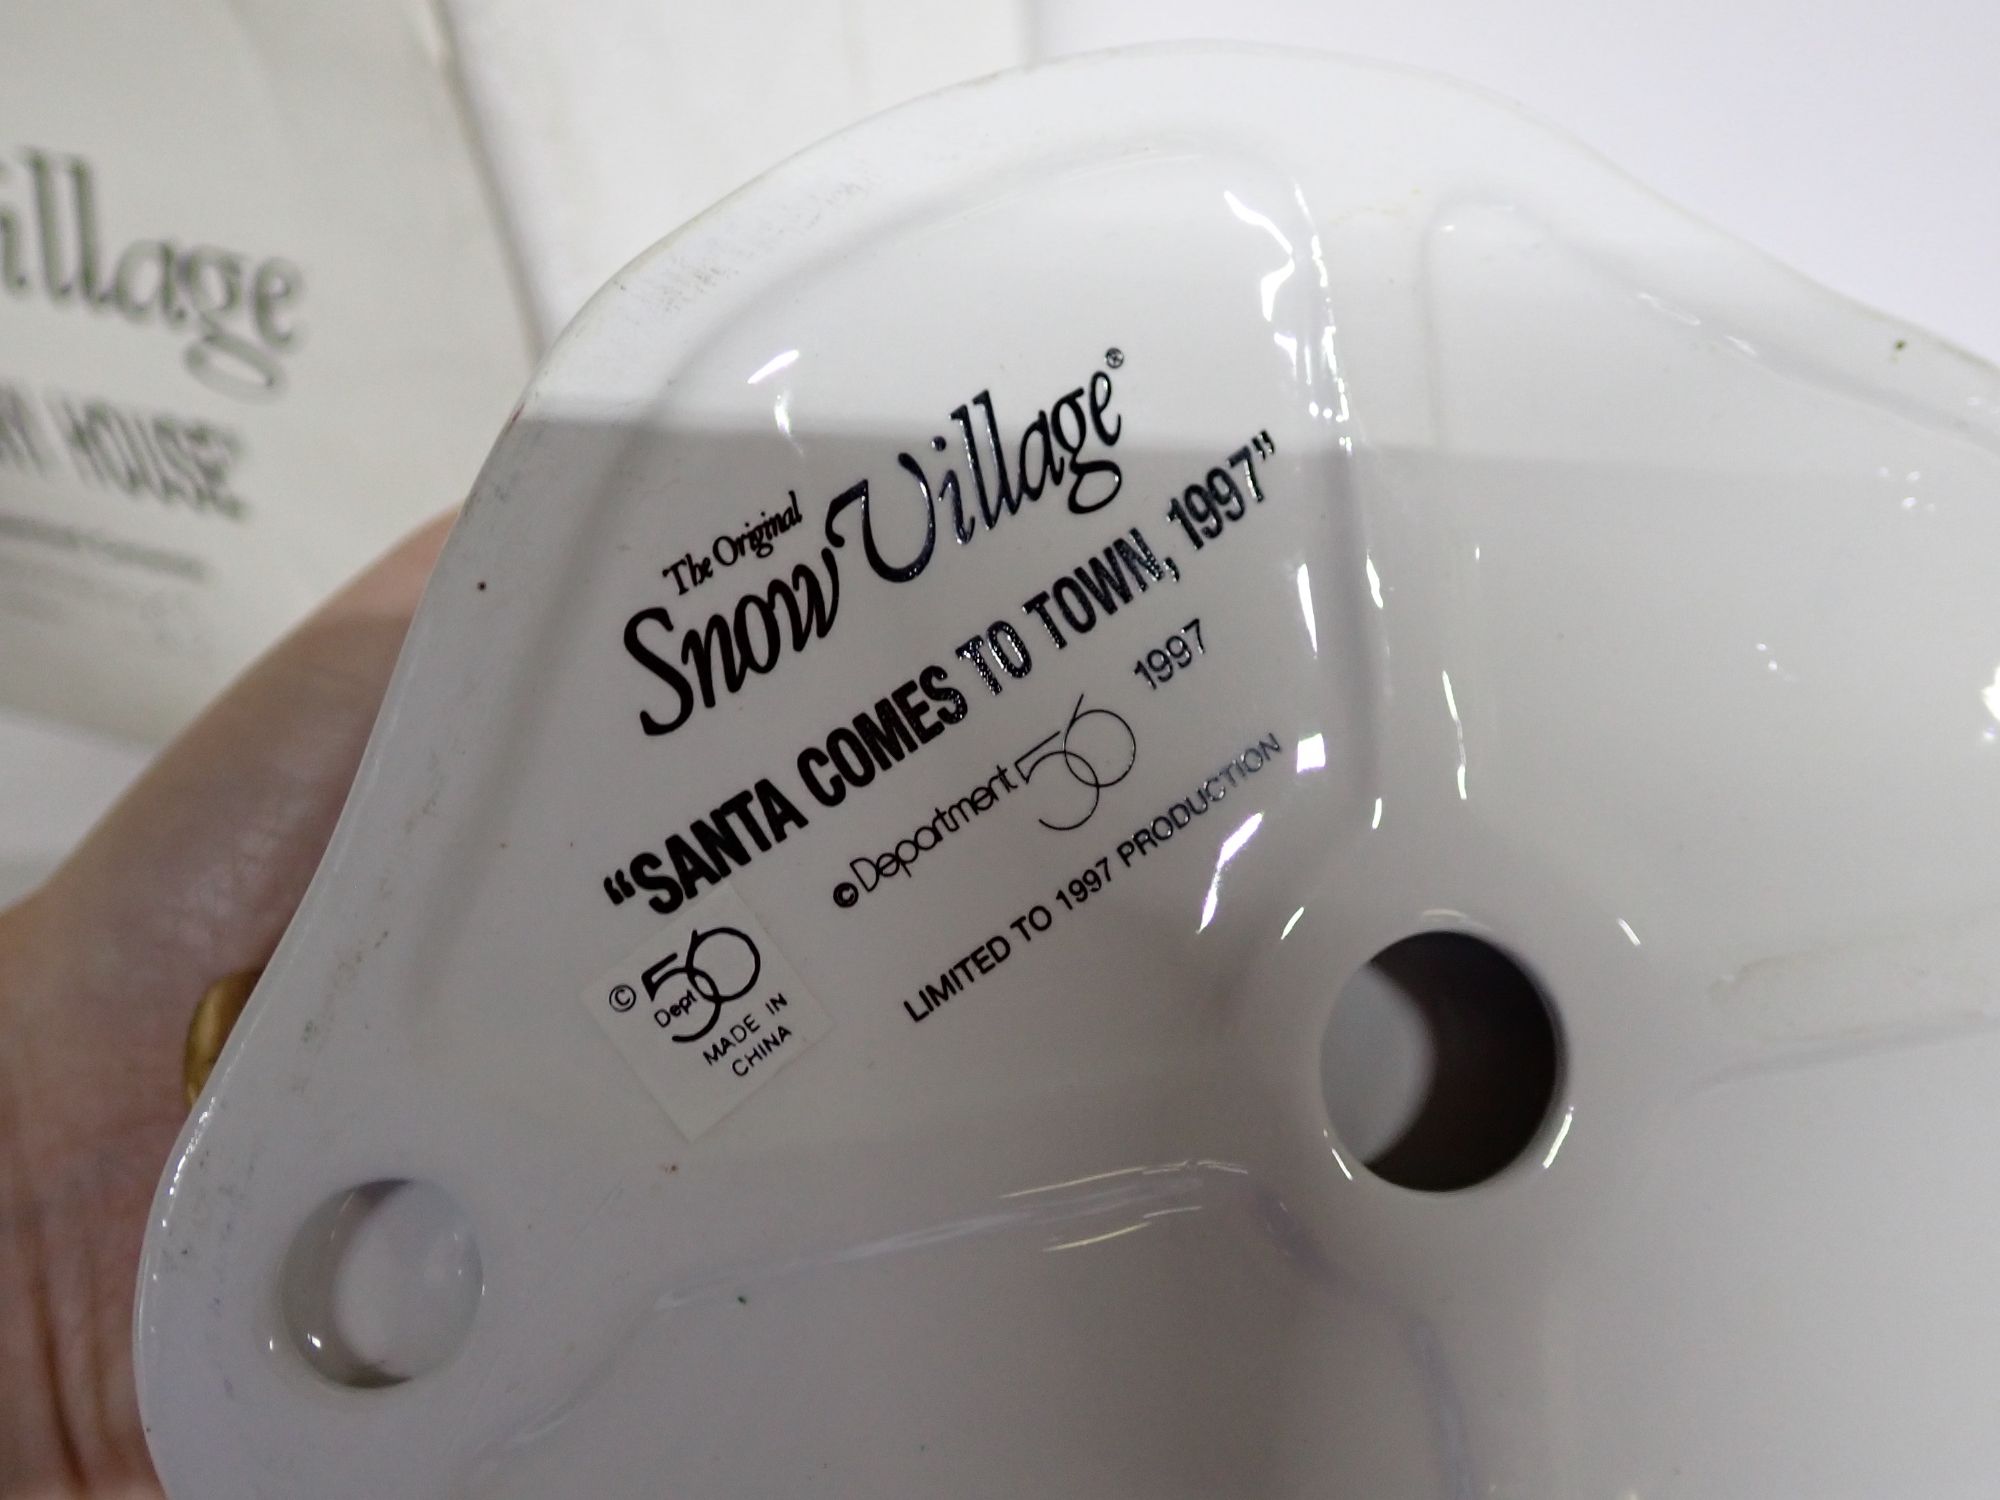 illage
HOUSE
The Original
Snow Village®
"SANTA COMES TO TOWN, 1997"
© Department 56 1997
LIMITED TO 1997 PRODUCTION
© 56
Dept
MADE IN
CHINA